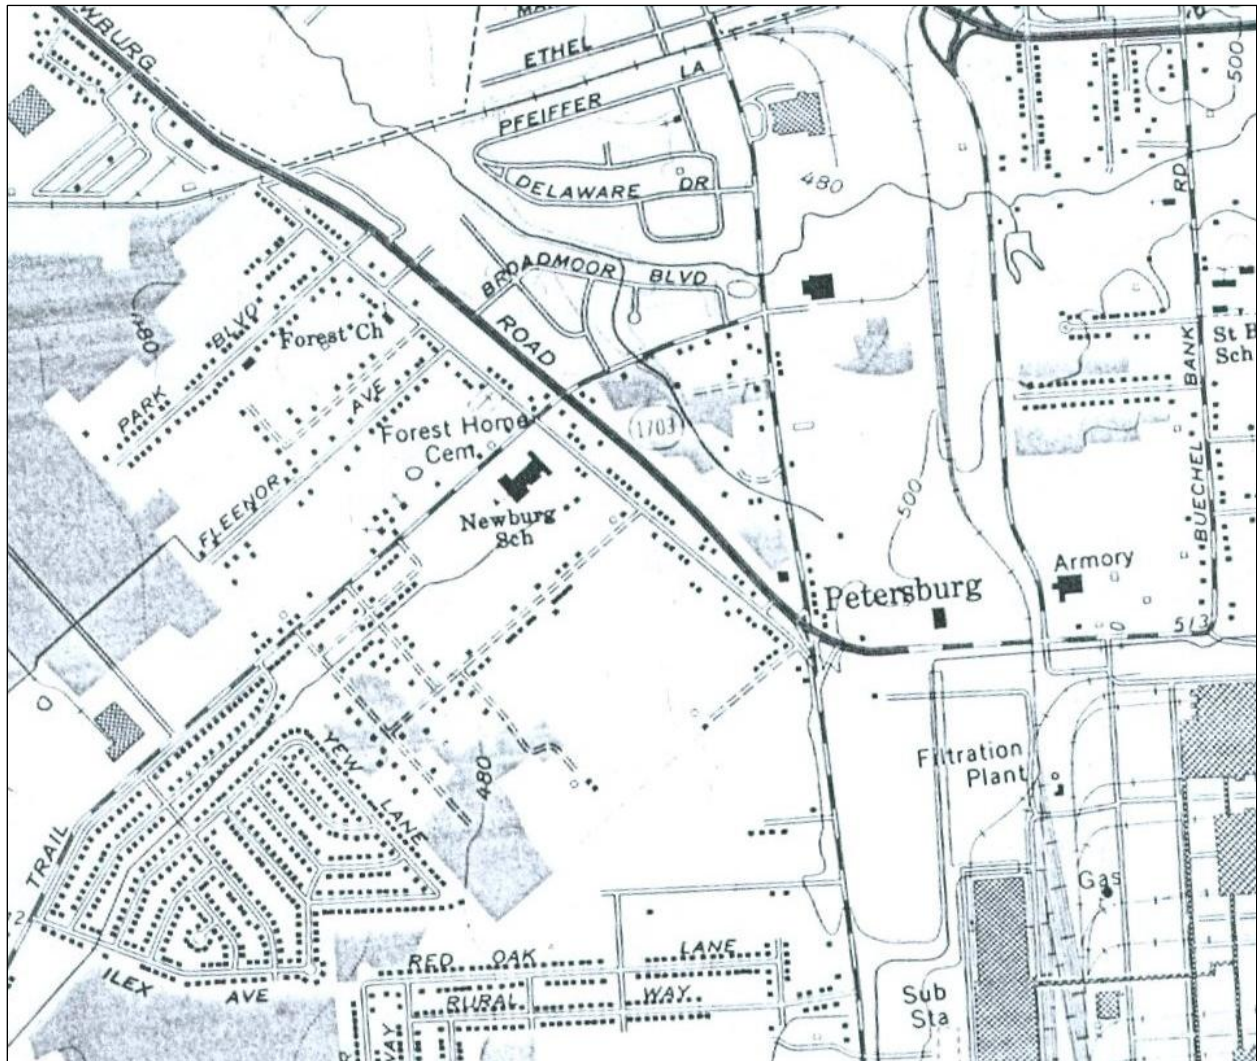 ETHEL
WBURG
PFEIFFER LA
DELAWARE DR
480
500
RD
BROADMOOR BLVD
ROAD
480
PARK BLVD
Forest Ch
BUECHEL BANK
St B
Sch
FLEENOR AVE
Forest Home
Cem
1703
Newburg
Sch
500
Armory
Petersburg
513
YEW LANE
480
Filtration
Plant
TRAIL
Gas
ILEX AVE
RED OAK LANE
RURAL WAY
Sub
Sta
WAY